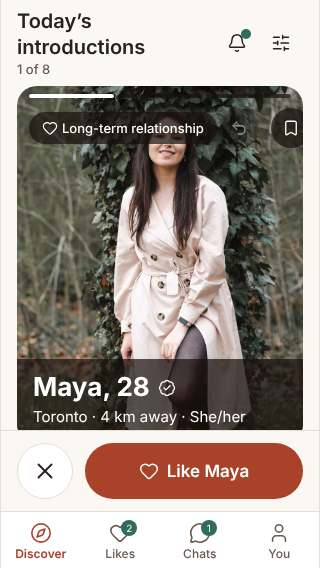 Today’s
introductions
1 of 8
Long-term relationship
Maya, 28
Toronto · 4 km away · She/her
Like Maya
2
1
Discover
Likes
Chats
You